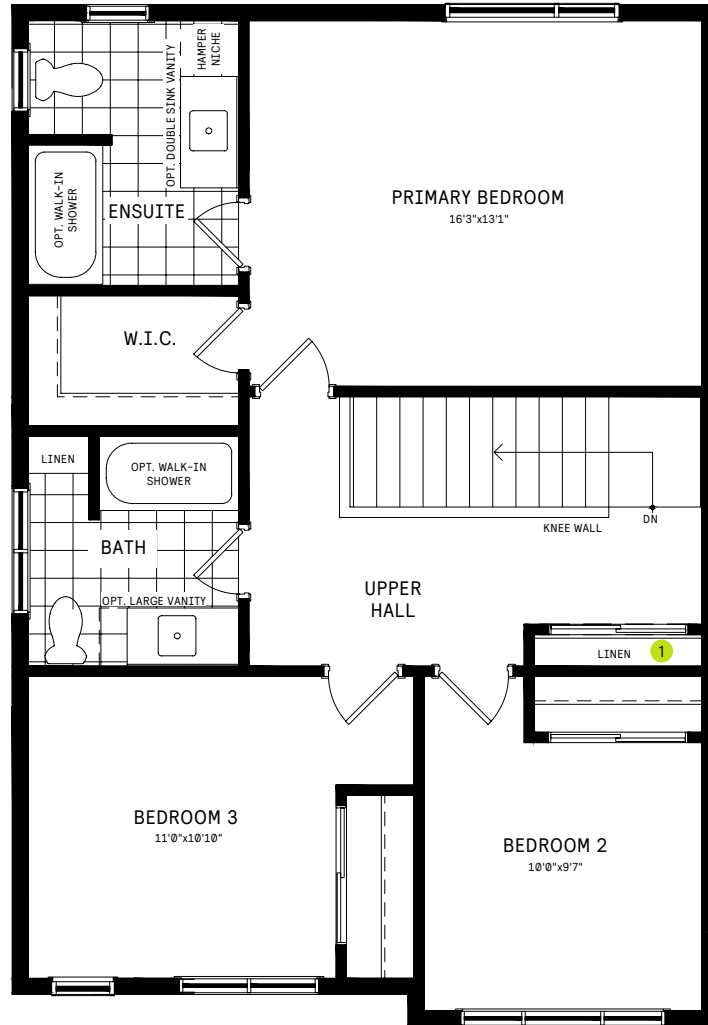 HAMPER
NICHE
OPT. DOUBLE SINK VANITY
OPT. WALK-IN
SHOWER
ENSUITE
PRIMARY BEDROOM
16'3"x13'1"
W.I.C.
LINEN
OPT. WALK-IN
SHOWER
BATH
OPT. LARGE VANITY
KNEE WALL
DN
UPPER
HALL
LINEN
1
BEDROOM 3
11'0"x10'10"
BEDROOM 2
10'0"x9'7"